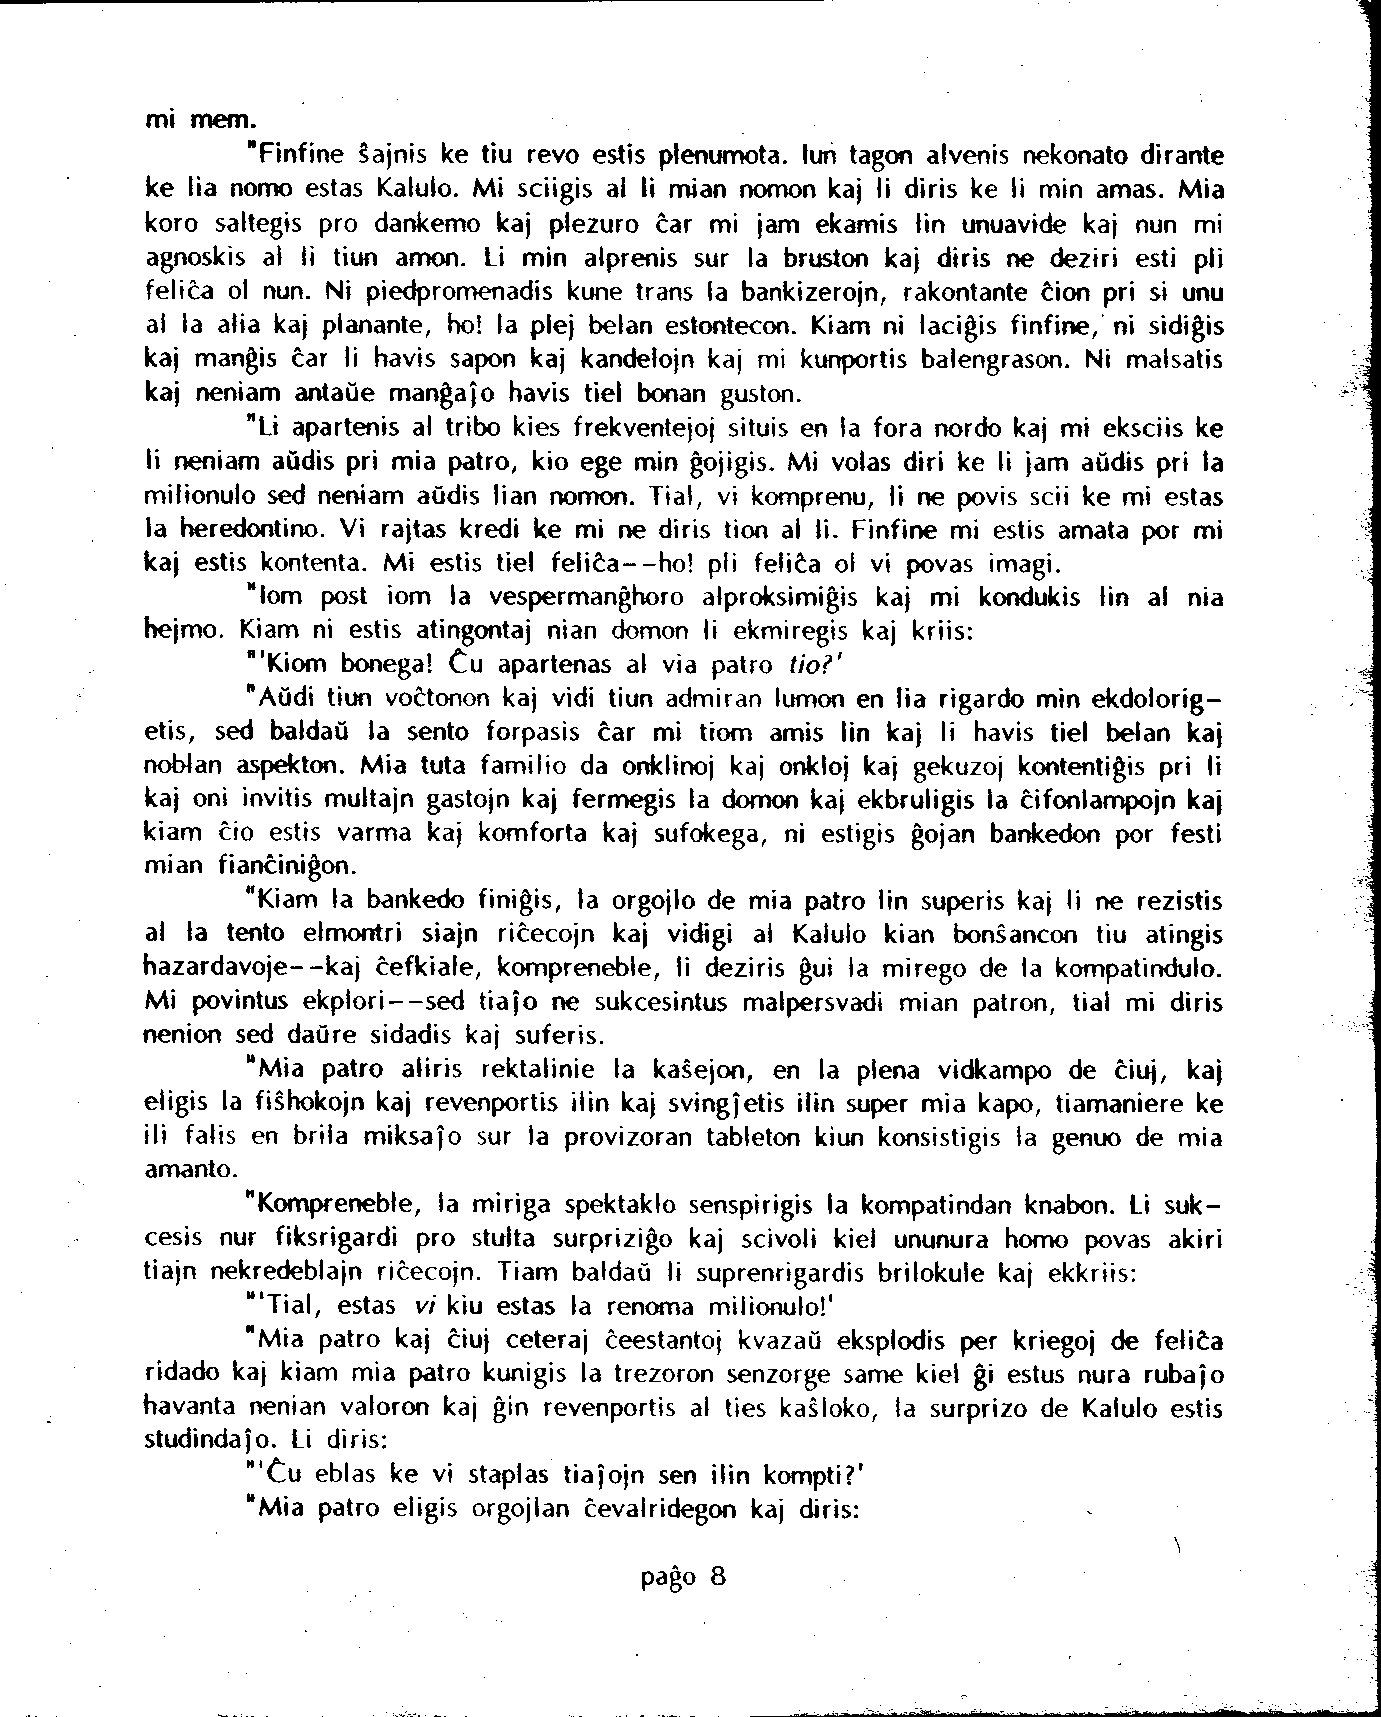 mi mem.
"Finfine ŝajnis ke tiu revo estis plenumota. Iun tagon alvenis nekonato dirante
ke lia nomo estas Kalulo. Mi sciigis al li mian nomon kaj li diris ke li min amas. Mia
koro saltegis pro dankemo kaj plezuro ĉar mi jam ekamis lin unuavide kaj nun mi
agnoskis al li tiun amon. Li min alprenis sur la bruston kaj diris ne deziri esti pli
feliĉa ol nun. Ni piedpromenadis kune trans la bankizerojn, rakontante ĉion pri si unu
al la alia kaj planante, ho! la plej belan estontecon. Kiam ni laciĝis finfine, ni sidiĝis
kaj manĝis ĉar li havis sapon kaj kandelojn kaj mi kunportis balengrason. Ni malsatis
kaj neniam antaŭe manĝaĵo havis tiel bonan guston.
"Li apartenis al tribo kies frekventejoj situis en la fora nordo kaj mi eksciis ke
li neniam aŭdis pri mia patro, kio ege min ĝojigis. Mi volas diri ke li jam aŭdis pri la
milionulo sed neniam aŭdis lian nomon. Tial, vi komprenu, li ne povis scii ke mi estas
la heredontino. Vi rajtas kredi ke mi ne diris tion al li. Finfine mi estis amata por mi
kaj estis kontenta. Mi estis tiel feliĉa--ho! pli feliĉa ol vi povas imagi.
"Iom post iom la vespermanĝhoro alproksimiĝis kaj mi kondukis lin al nia
hejmo. Kiam ni estis atingontaj nian domon li ekmiregis kaj kriis:
"'Kiom bonega! Ĉu apartenas al via patro tio?'
"Aŭdi tiun voĉtonon kaj vidi tiun admiran lumon en lia rigardo min ekdolorig-
etis, sed baldaŭ la sento forpasis ĉar mi tiom amis lin kaj li havis tiel belan kaj
noblan aspekton. Mia tuta familio da onklinoj kaj onkloj kaj gekuzoj kontentiĝis pri li
kaj oni invitis multajn gastojn kaj fermegis la domon kaj ekbruligis la ĉifonlampojn kaj
kiam ĉio estis varma kaj komforta kaj sufokega, ni estigis ĝojan bankedon por festi
mian fianĉiniĝon.
"Kiam la bankedo finiĝis, la orgojlo de mia patro lin superis kaj li ne rezistis
al la tento elmontri siajn riĉecojn kaj vidigi al Kalulo kian bonŝancon tiu atingis
hazardavoje--kaj ĉefkiale, kompreneble, li deziris ĝui la mirego de la kompatindulo.
Mi povintus ekplori--sed tiaĵo ne sukcesintus malpersvadi mian patron, tial mi diris
nenion sed daŭre sidadis kaj suferis.
"Mia patro aliris rektalinie la kaŝejon, en la plena vidkampo de ĉiuj, kaj
eligis la fiŝhokojn kaj revenportis ilin kaj svingĵetis ilin super mia kapo, tiamaniere ke
ili falis en brila miksaĵo sur la provizoran tableton kiun konsistigis la genuo de mia
amanto.
"Kompreneble, la miriga spektaklo senspirigis la kompatindan knabon. Li suk-
cesis nur fiksrigardi pro stulta surpriziĝo kaj scivoli kiel ununura homo povas akiri
tiajn nekredeblajn riĉecojn. Tiam baldaŭ li suprenrigardis brilokule kaj ekkriis:
"'Tial, estas vi kiu estas la renoma milionulo!'
"Mia patro kaj ĉiuj ceteraj ĉeestantoj kvazaŭ eksplodis per kriegoj de feliĉa
ridado kaj kiam mia patro kunigis la trezoron senzorge same kiel ĝi estus nura rubaĵo
havanta nenian valoron kaj ĝin revenportis al ties kaŝloko, la surprizo de Kalulo estis
studindaĵo. Li diris:
"'Ĉu eblas ke vi staplas tiaĵojn sen ilin kompti?'
"Mia patro eligis orgojlan ĉevalridegon kaj diris:
paĝo 8